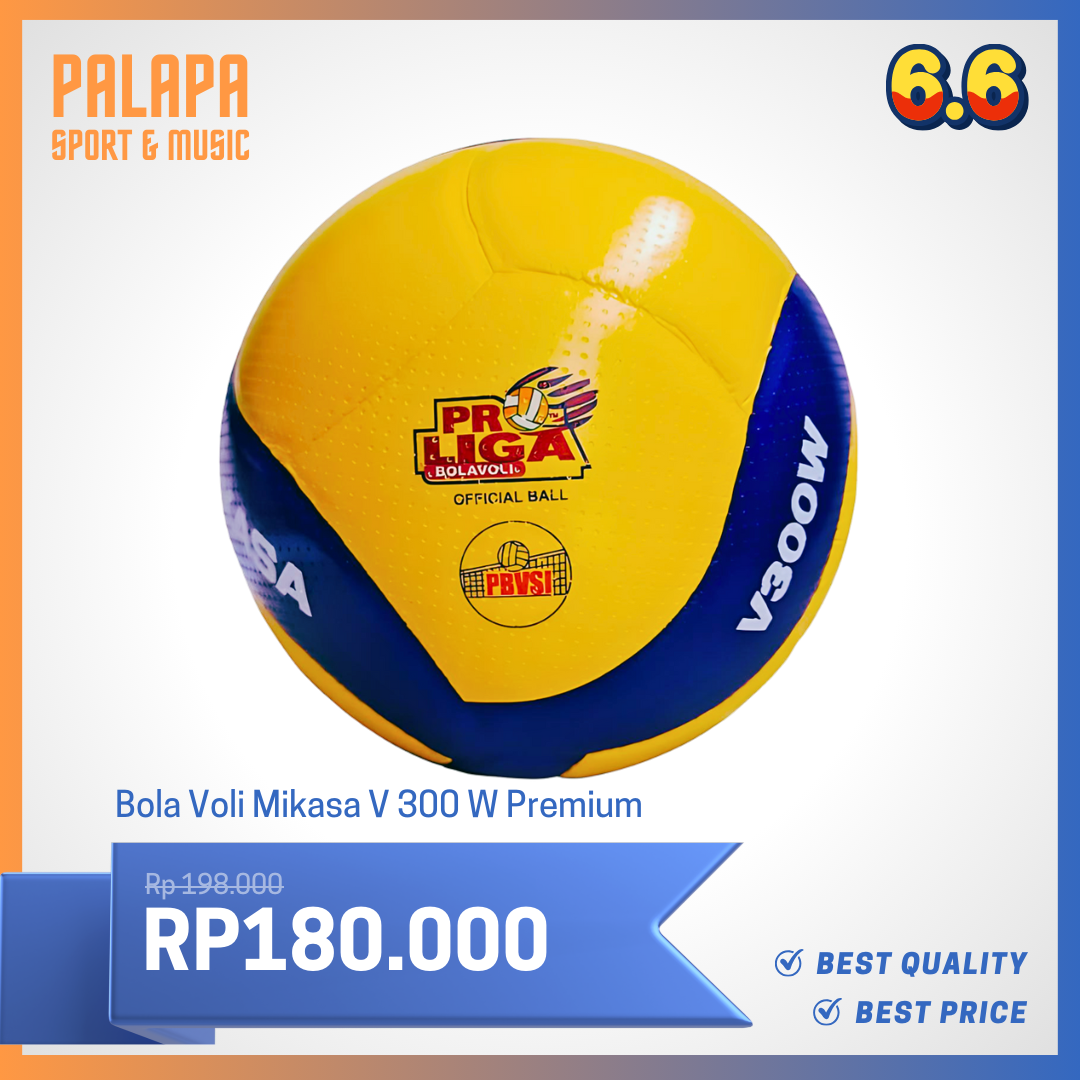 PALAPA
SPORT & MUSIC
6.6
PRO
LIGA
TM
BOLAVOLI
OFFICIAL BALL
PBVSI
V300W
Bola Voli Mikasa V 300 W Premium
Rp 198.000
RP180.000
BEST QUALITY
BEST PRICE